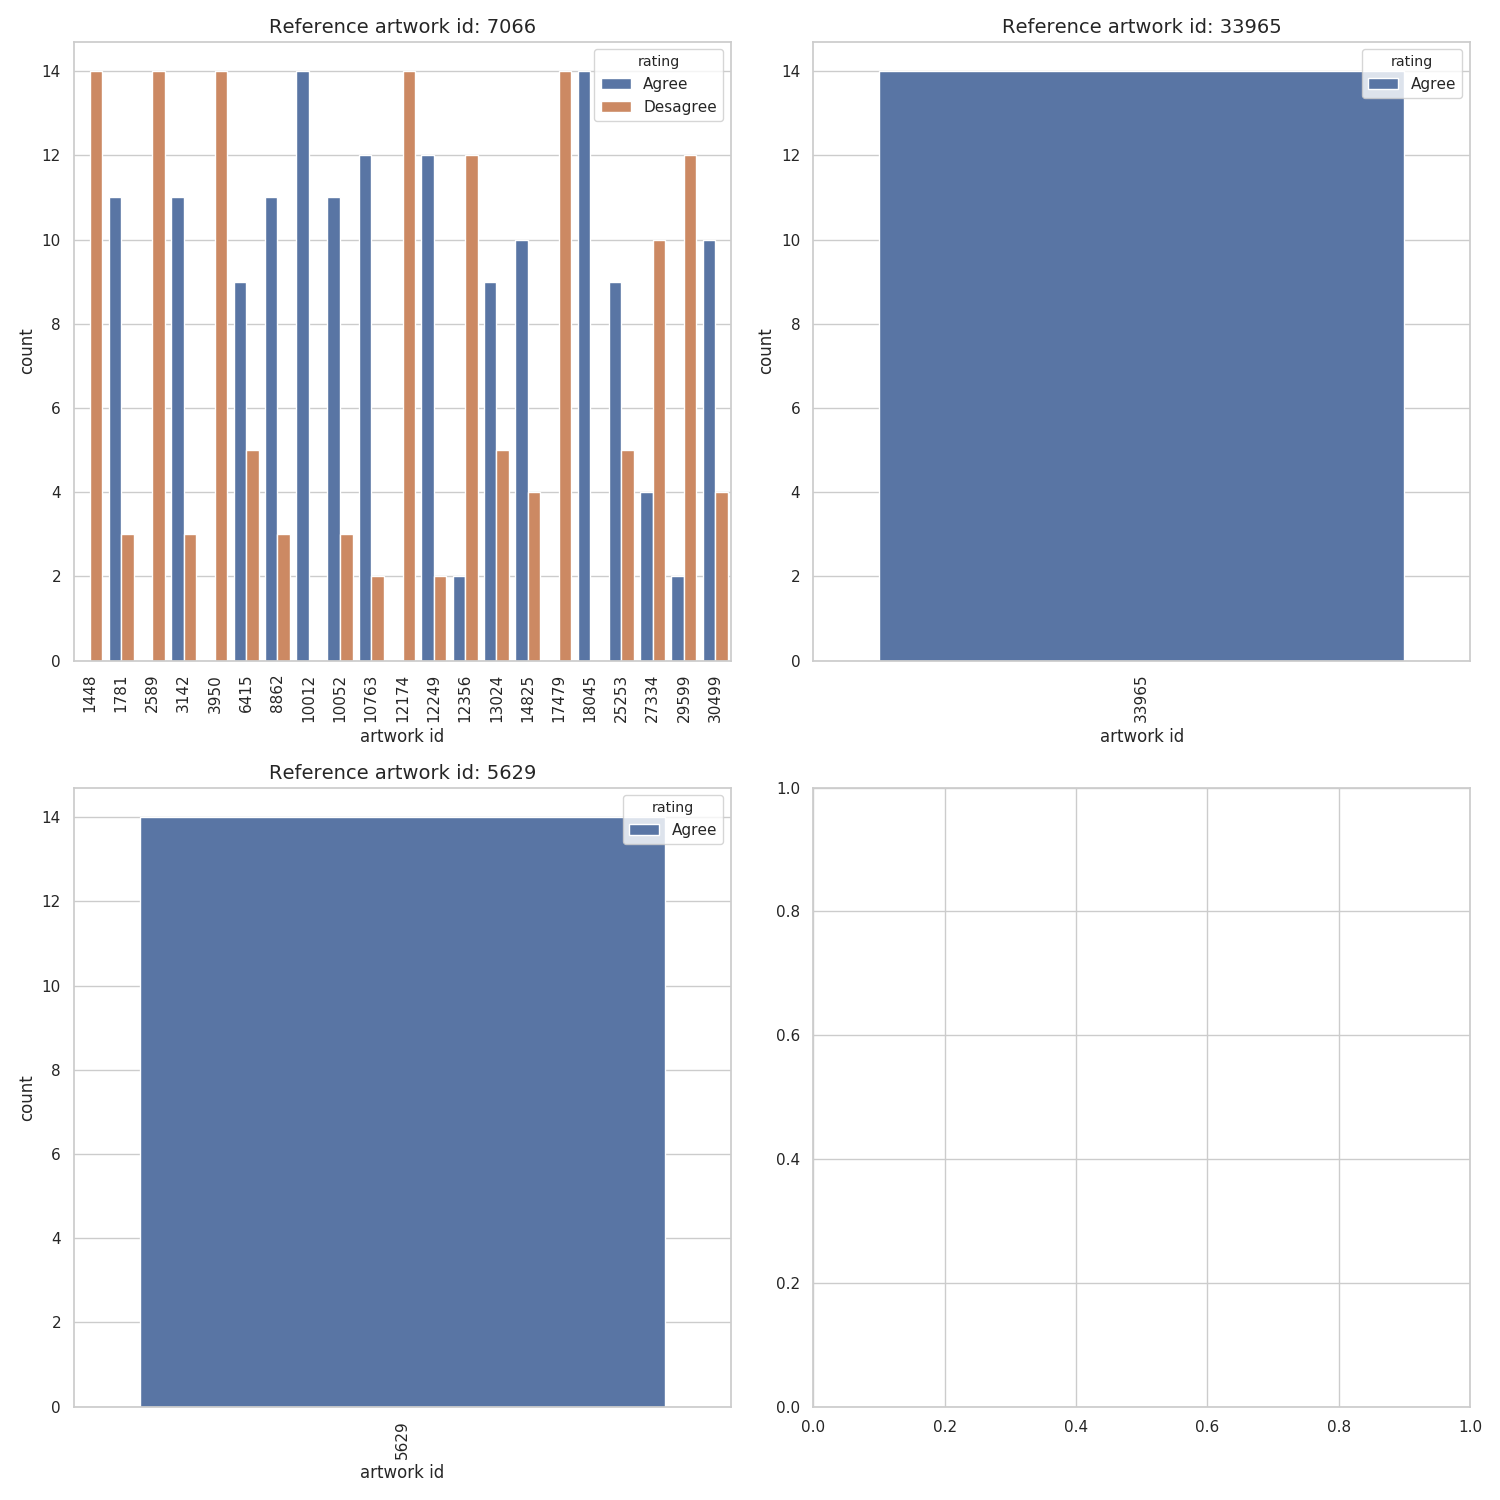 Reference artwork id: 7066
rating
Agree
Desagree
count
14
12
10
8
6
4
2
0
1448 1781 2589 3142 3950 6415 8862 10012 10052 10763 12174 12249 12356 13024 14825 17479 18045 25253 27334 29599 30499
artwork id
Reference artwork id: 33965
rating
Agree
count
14
12
10
8
6
4
2
0
33965
artwork id
Reference artwork id: 5629
rating
Agree
count
14
12
10
8
6
4
2
0
5629
artwork id
1.0
0.8
0.6
0.4
0.2
0.0
0.0 0.2 0.4 0.6 0.8 1.0